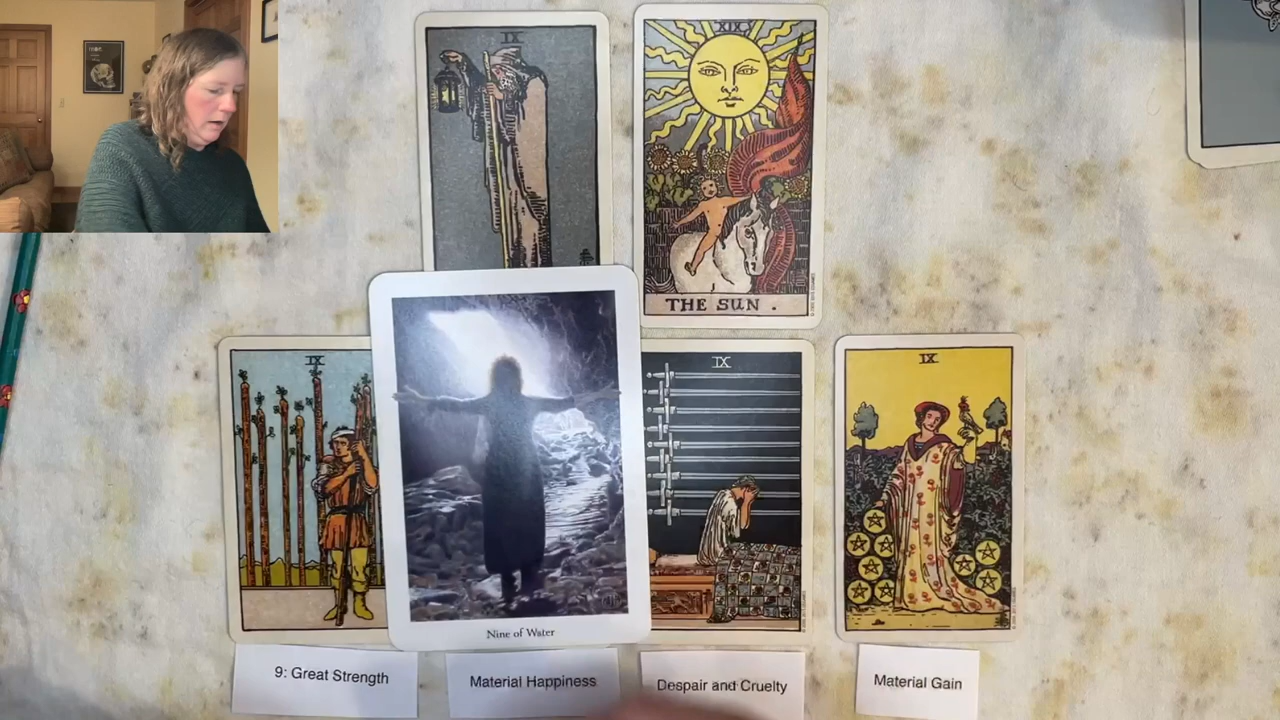 IX
XIX
THE SUN .
IX
IX
IX
Nine of Water
9: Great Strength
Material Happiness
Despair and Cruelty
Material Gain